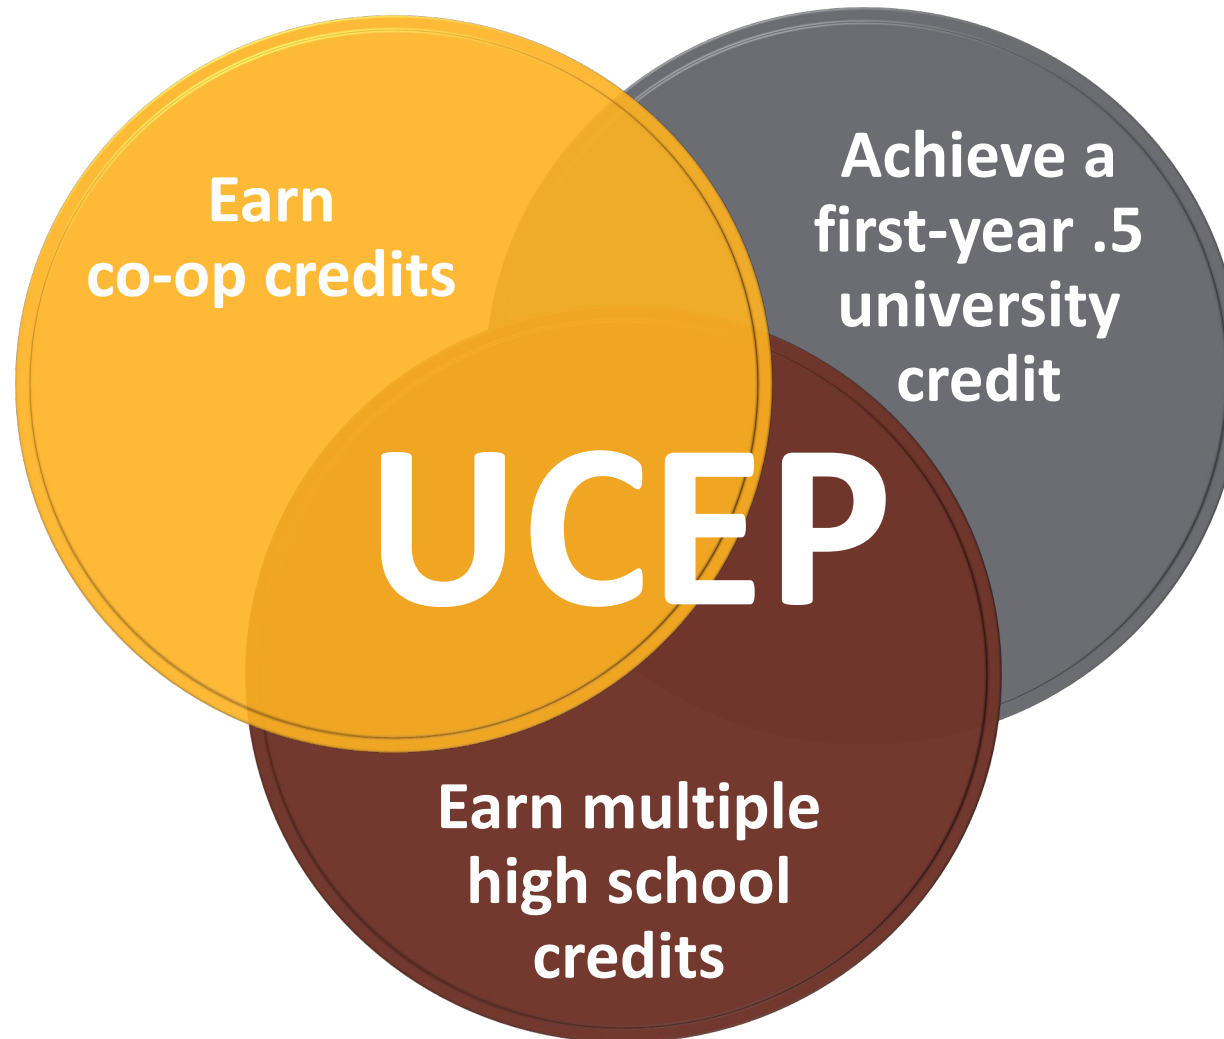 Earn
co-op credits
Achieve a
first-year .5
university
credit
UCEP
Earn multiple
high school
credits